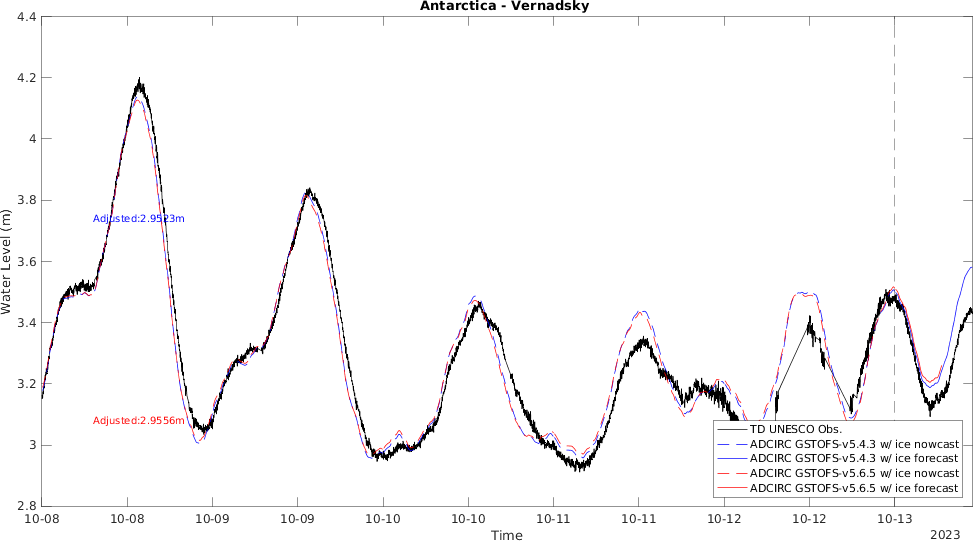 Antarctica - Vernadsky
4.4
4.2
4
3.8
3.6
3.4
3.2
3
2.8
Water Level (m)
Adjusted:2.9523m
Adjusted:2.9556m
TD UNESCO Obs.
ADCIRC GSTOFS-v5.4.3 w/ ice nowcast
ADCIRC GSTOFS-v5.4.3 w/ ice forecast
ADCIRC GSTOFS-v5.6.5 w/ ice nowcast
ADCIRC GSTOFS-v5.6.5 w/ ice forecast
10-08 10-08 10-09 10-09 10-10 10-10 10-11 10-11 10-12 10-12 10-13
Time
2023